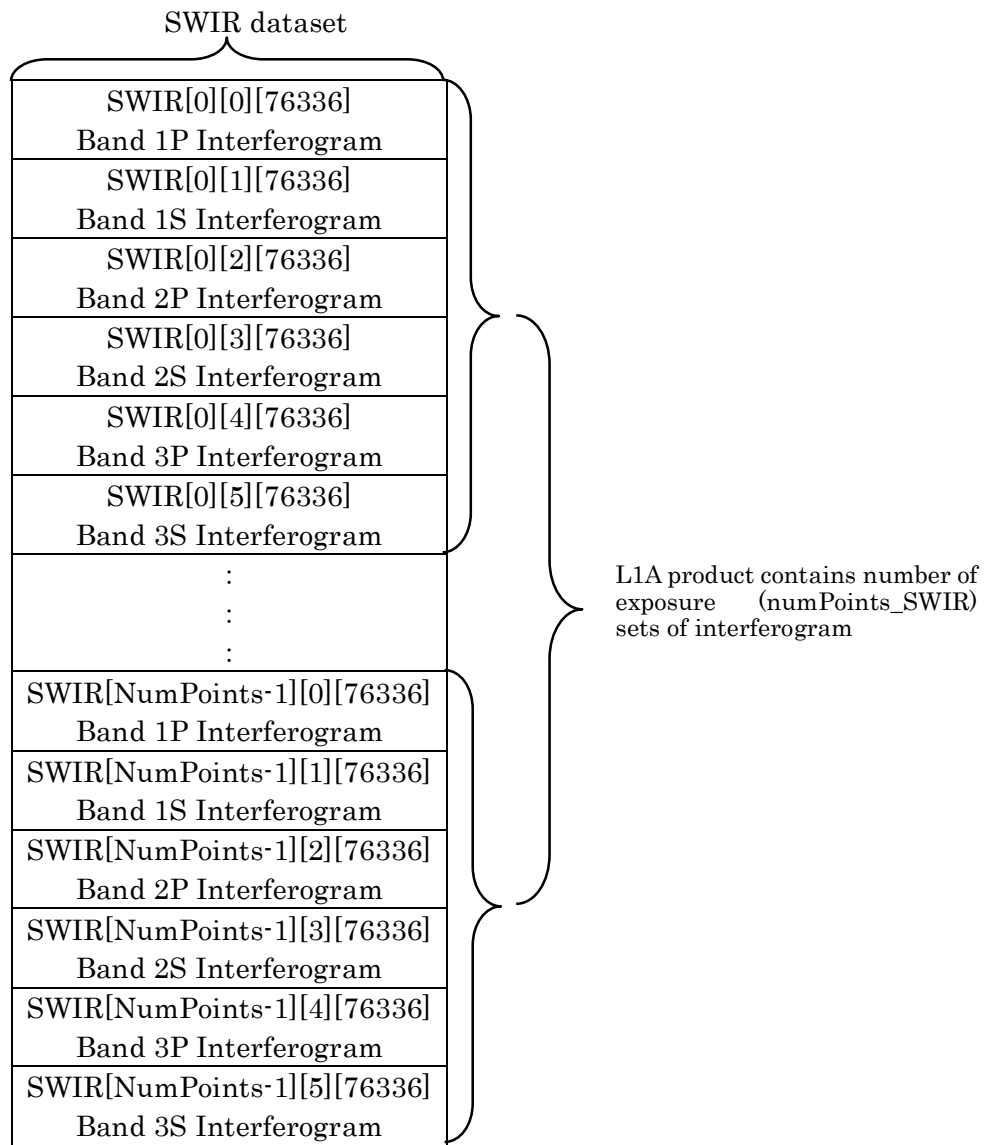 SWIR dataset
SWIR[0][0][76336]
Band 1P Interferogram
SWIR[0][1][76336]
Band 1S Interferogram
SWIR[0][2][76336]
Band 2P Interferogram
SWIR[0][3][76336]
Band 2S Interferogram
SWIR[0][4][76336]
Band 3P Interferogram
SWIR[0][5][76336]
Band 3S Interferogram
:
:
:
L1A product contains number of
exposure (numPoints_SWIR)
sets of interferogram
SWIR[NumPoints-1][0][76336]
Band 1P Interferogram
SWIR[NumPoints-1][1][76336]
Band 1S Interferogram
SWIR[NumPoints-1][2][76336]
Band 2P Interferogram
SWIR[NumPoints-1][3][76336]
Band 2S Interferogram
SWIR[NumPoints-1][4][76336]
Band 3P Interferogram
SWIR[NumPoints-1][5][76336]
Band 3S Interferogram